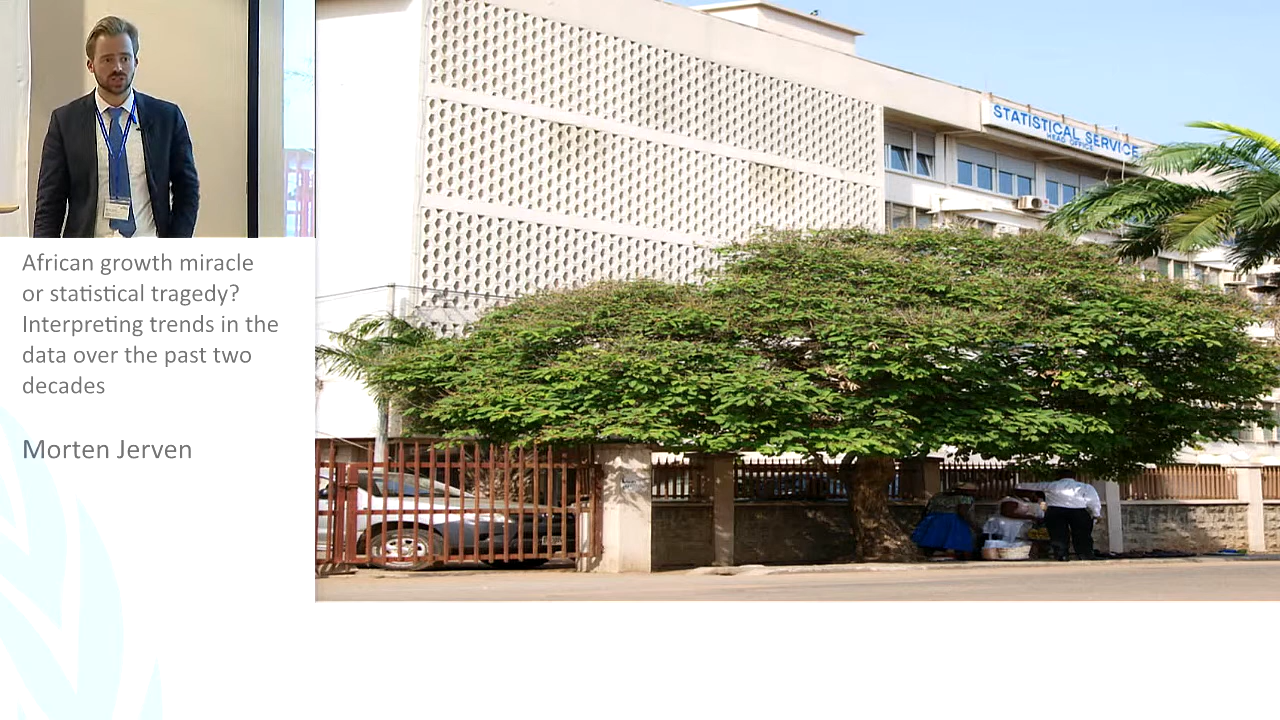 African growth miracle
or statistical tragedy?
Interpreting trends in the
data over the past two
decades
Morten Jerven
STATISTICAL SERVICE
HEAD OFFICE